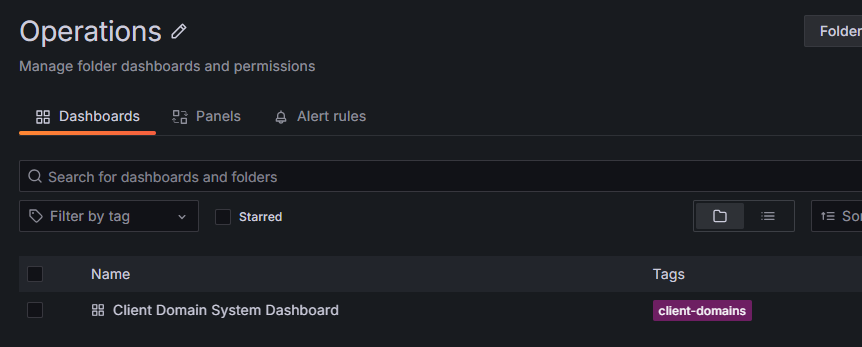 Operations
Folder
Manage folder dashboards and permissions
Dashboards Panels Alert rules
Search for dashboards and folders
Filter by tag Starred Sor
Name Tags
Client Domain System Dashboard client-domains